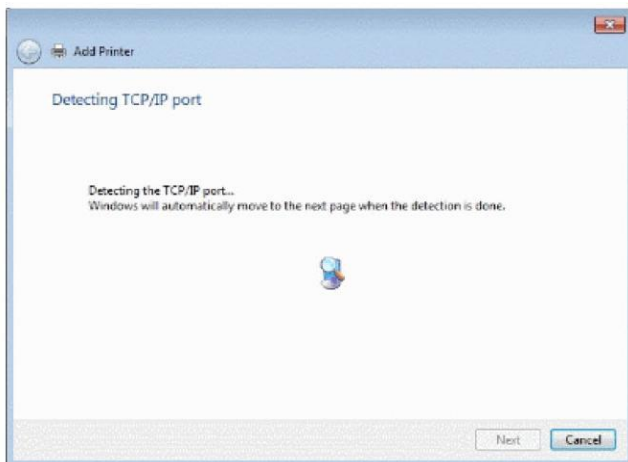 Add Printer
Detecting TCP/IP port
Detecting the TCP/IP port...
Windows will automatically move to the next page when the detection is done.
Next
Cancel